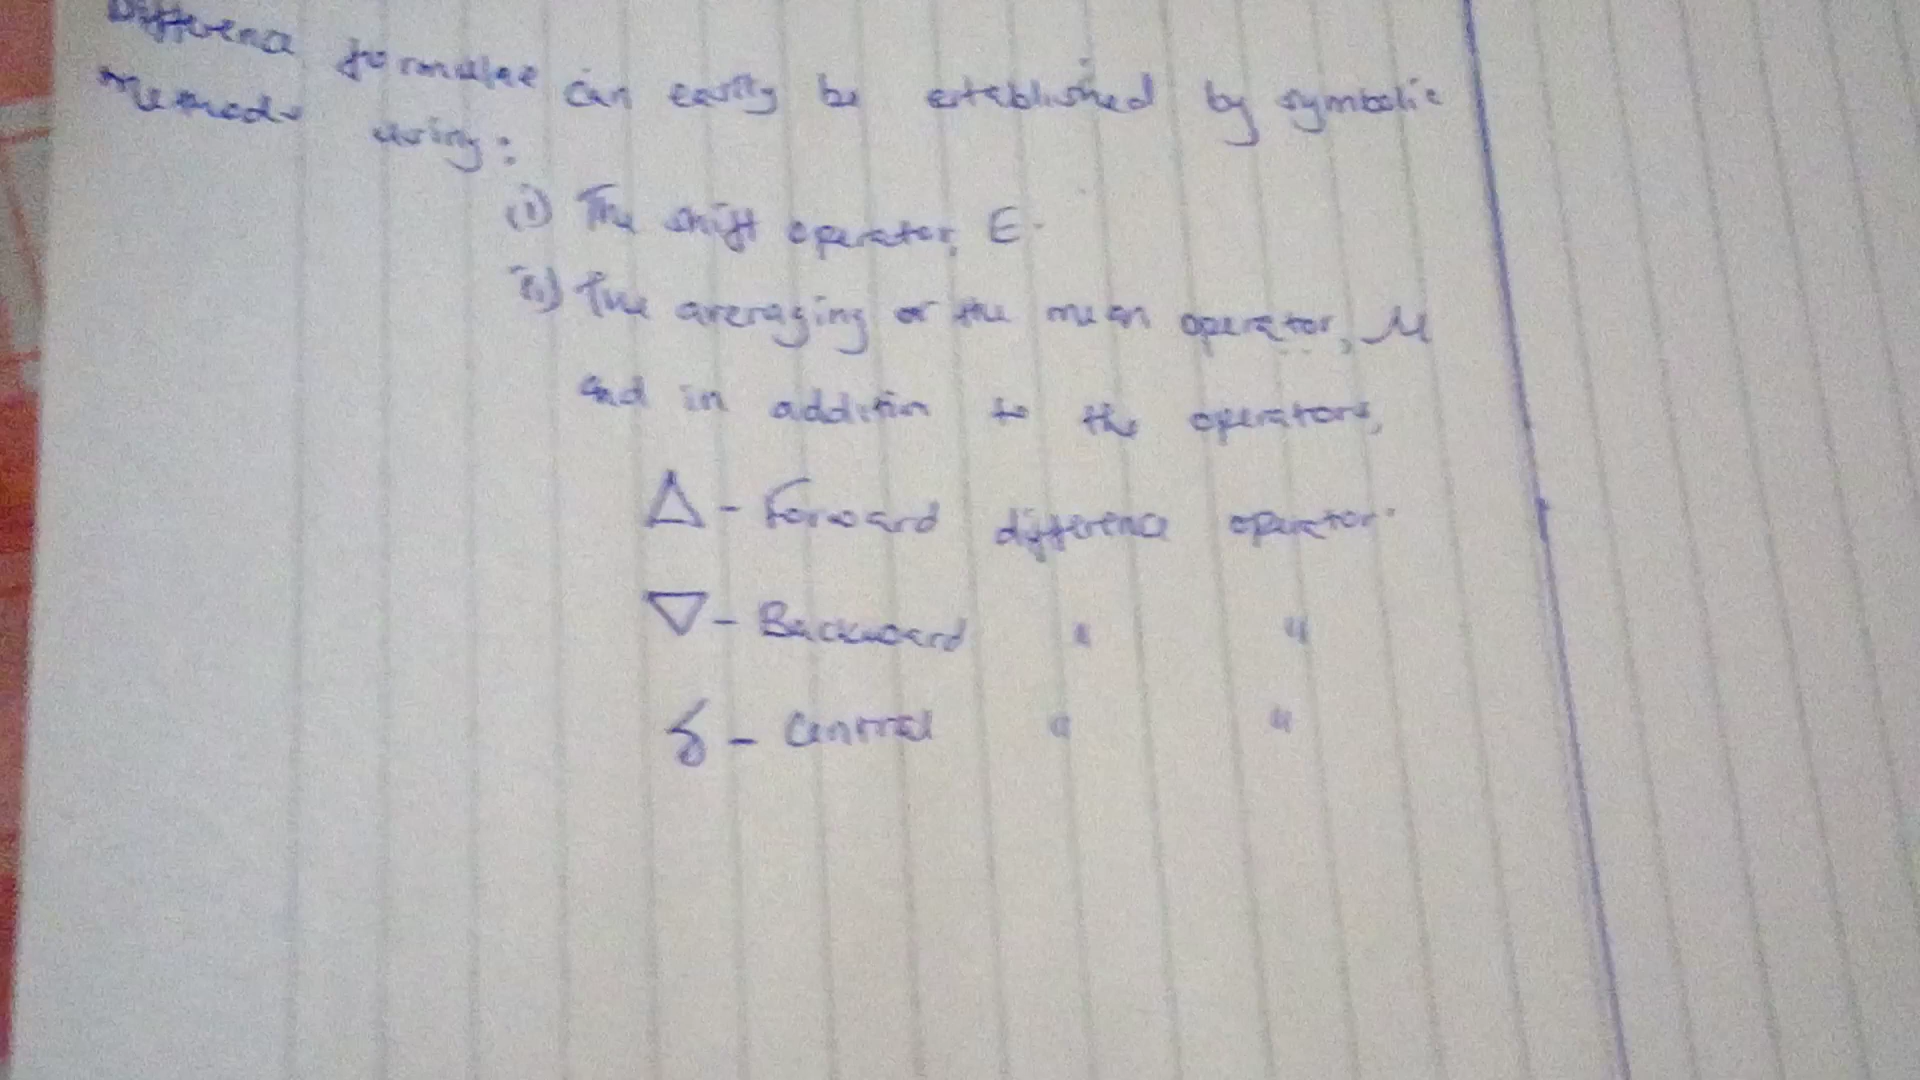 Difference formulae can easily be established by symbolic
methods using:
(i) The shift operator, E.
ii) The averaging or the mean operator, μ
and in addition to the operators,
Δ - Forward difference operator.
∇ - Backward " "
δ - Central " "